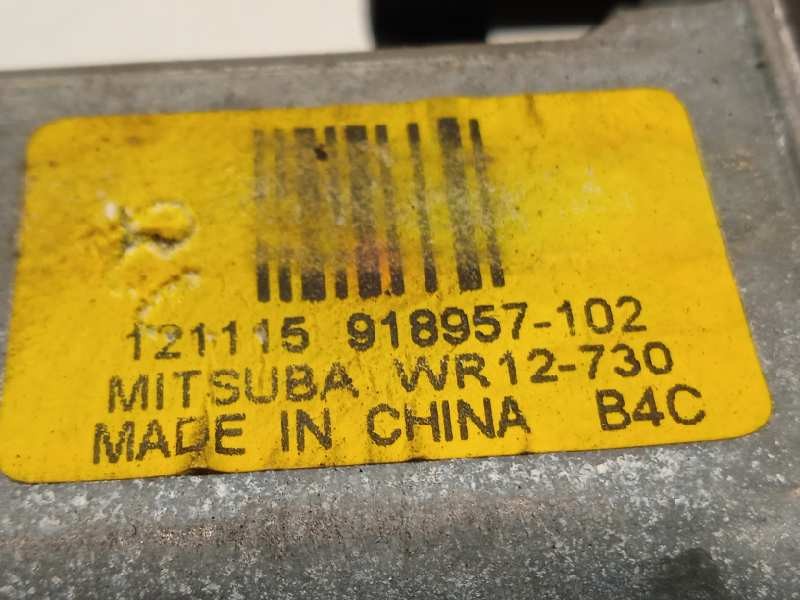 121115 918957-102
MITSUBA WR12-730
MADE IN CHINA B4C